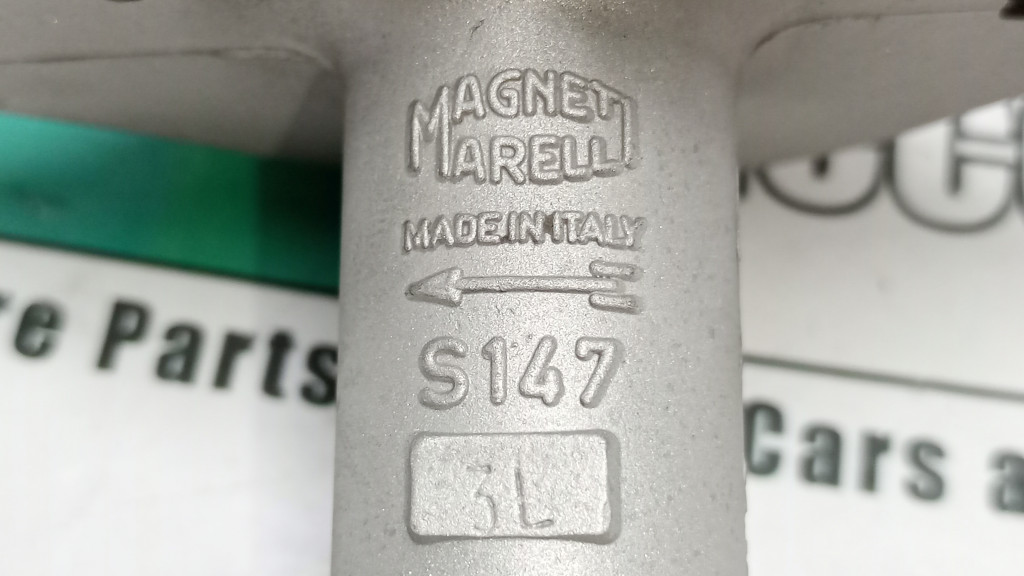 MAGNETI
MARELLI
MADE IN ITALY
S147
3L
re Parts
Cars a